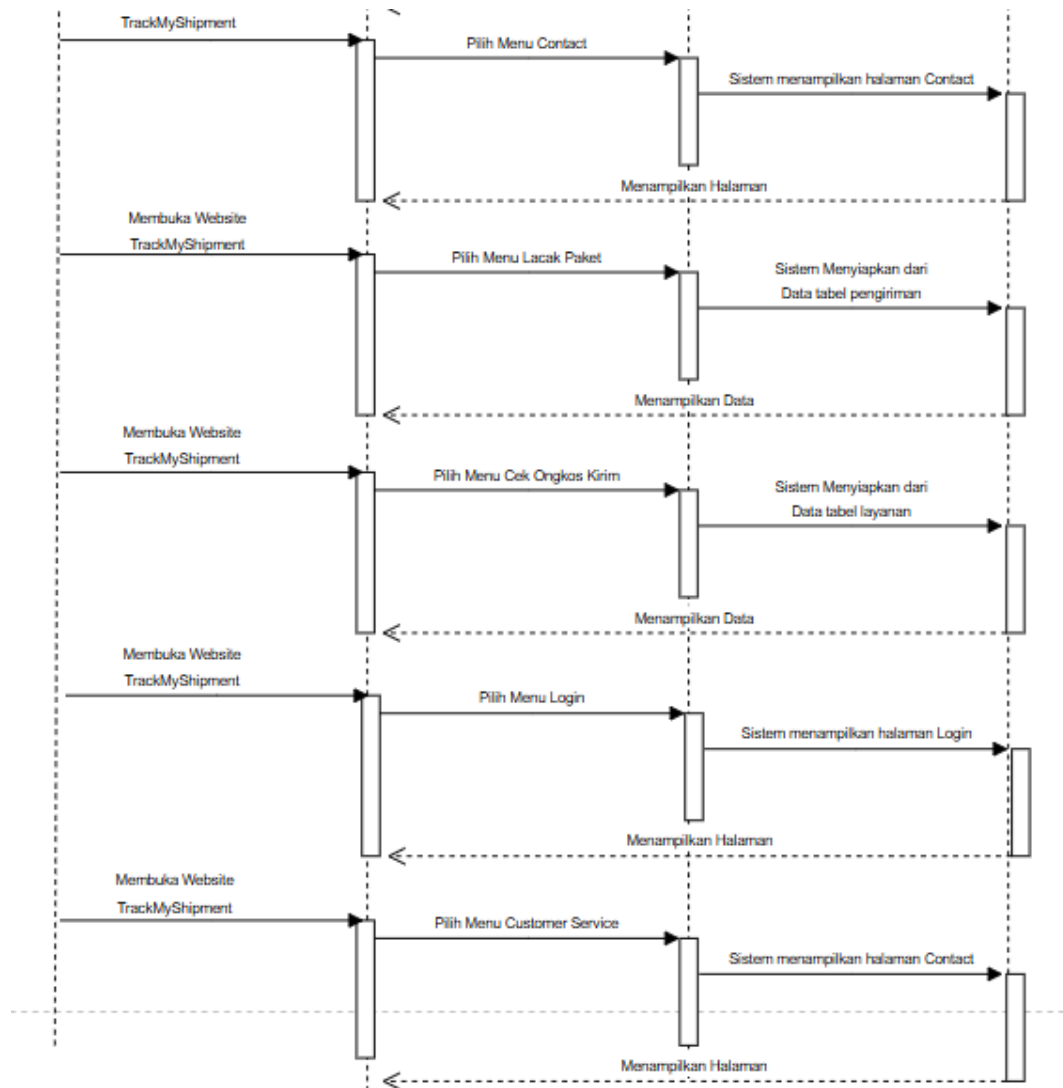 TrackMyShipment
Pilih Menu Contact
Sistem menampilkan halaman Contact
Menampilkan Halaman
Membuka Website
TrackMyShipment
Pilih Menu Lacak Paket
Sistem Menyiapkan dari
Data tabel pengiriman
Menampilkan Data
Membuka Website
TrackMyShipment
Pilih Menu Cek Ongkos Kirim
Sistem Menyiapkan dari
Data tabel layanan
Menampilkan Data
Membuka Website
TrackMyShipment
Pilih Menu Login
Sistem menampilkan halaman Login
Menampilkan Halaman
Membuka Website
TrackMyShipment
Pilih Menu Customer Service
Sistem menampilkan halaman Contact
Menampilkan Halaman